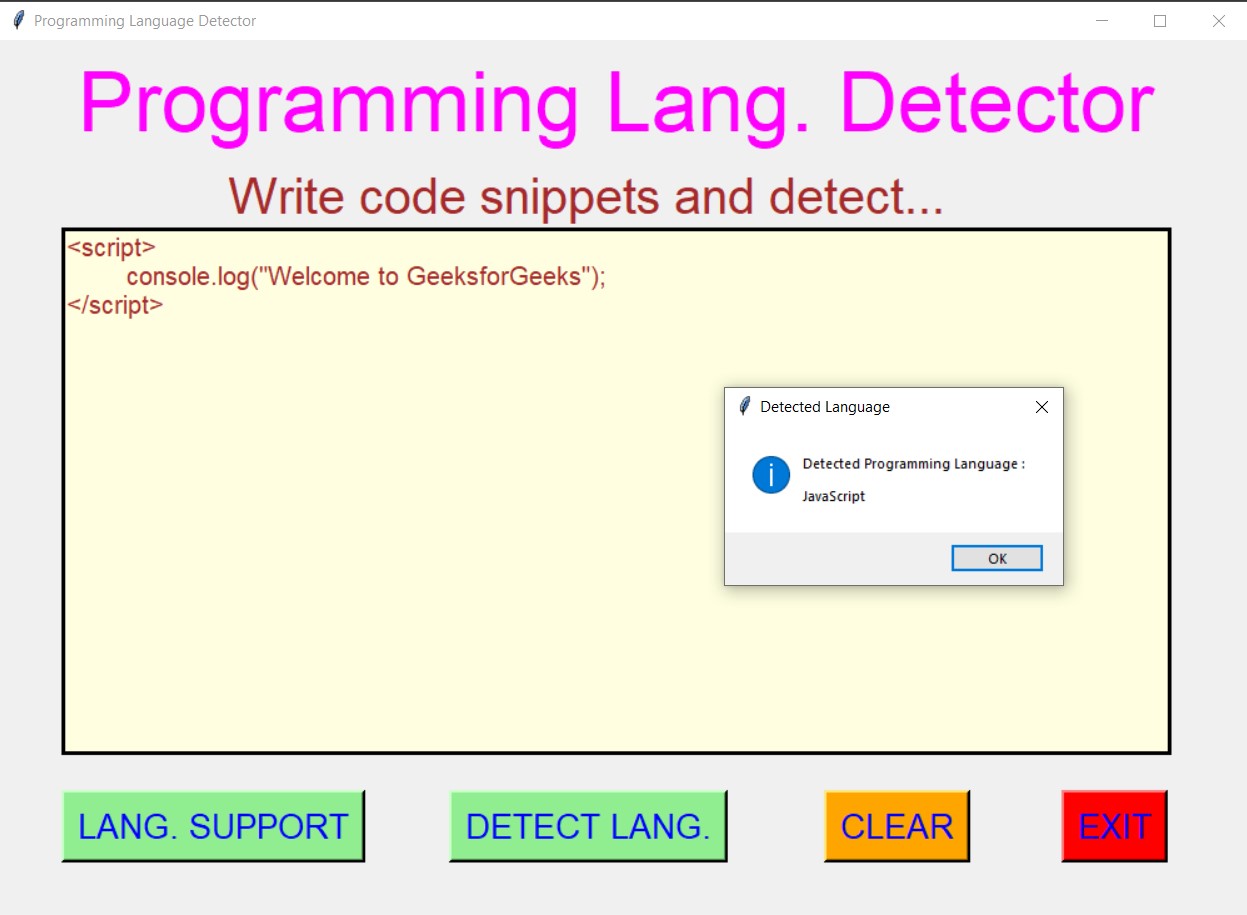 Programming Language Detector
Programming Lang. Detector
Write code snippets and detect...
<script>
console.log("Welcome to GeeksforGeeks");
</script>
Detected Language
Detected Programming Language :
JavaScript
OK
LANG. SUPPORT
DETECT LANG.
CLEAR
EXIT